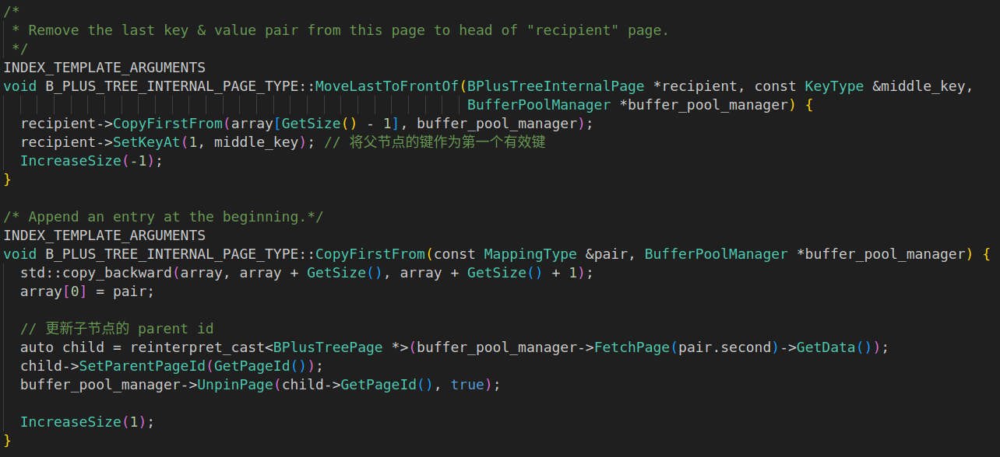 /*
 * Remove the last key & value pair from this page to head of "recipient" page.
 */
INDEX_TEMPLATE_ARGUMENTS
void B_PLUS_TREE_INTERNAL_PAGE_TYPE::MoveLastToFrontOf(BPlusTreeInternalPage *recipient, const KeyType &middle_key,
                                                       BufferPoolManager *buffer_pool_manager) {
  recipient->CopyFirstFrom(array[GetSize() - 1], buffer_pool_manager);
  recipient->SetKeyAt(1, middle_key); // 将父节点的键作为第一个有效键
  IncreaseSize(-1);
}

/* Append an entry at the beginning.*/
INDEX_TEMPLATE_ARGUMENTS
void B_PLUS_TREE_INTERNAL_PAGE_TYPE::CopyFirstFrom(const MappingType &pair, BufferPoolManager *buffer_pool_manager) {
  std::copy_backward(array, array + GetSize(), array + GetSize() + 1);
  array[0] = pair;

  // 更新子节点的 parent id
  auto child = reinterpret_cast<BPlusTreePage *>(buffer_pool_manager->FetchPage(pair.second)->GetData());
  child->SetParentPageId(GetPageId());
  buffer_pool_manager->UnpinPage(child->GetPageId(), true);

  IncreaseSize(1);
}